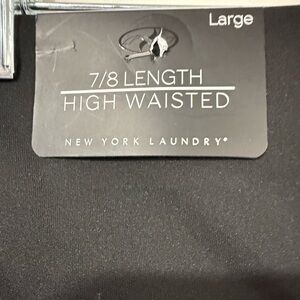 Large
7/8 LENGTH
HIGH WAISTED
NEW YORK LAUNDRY®